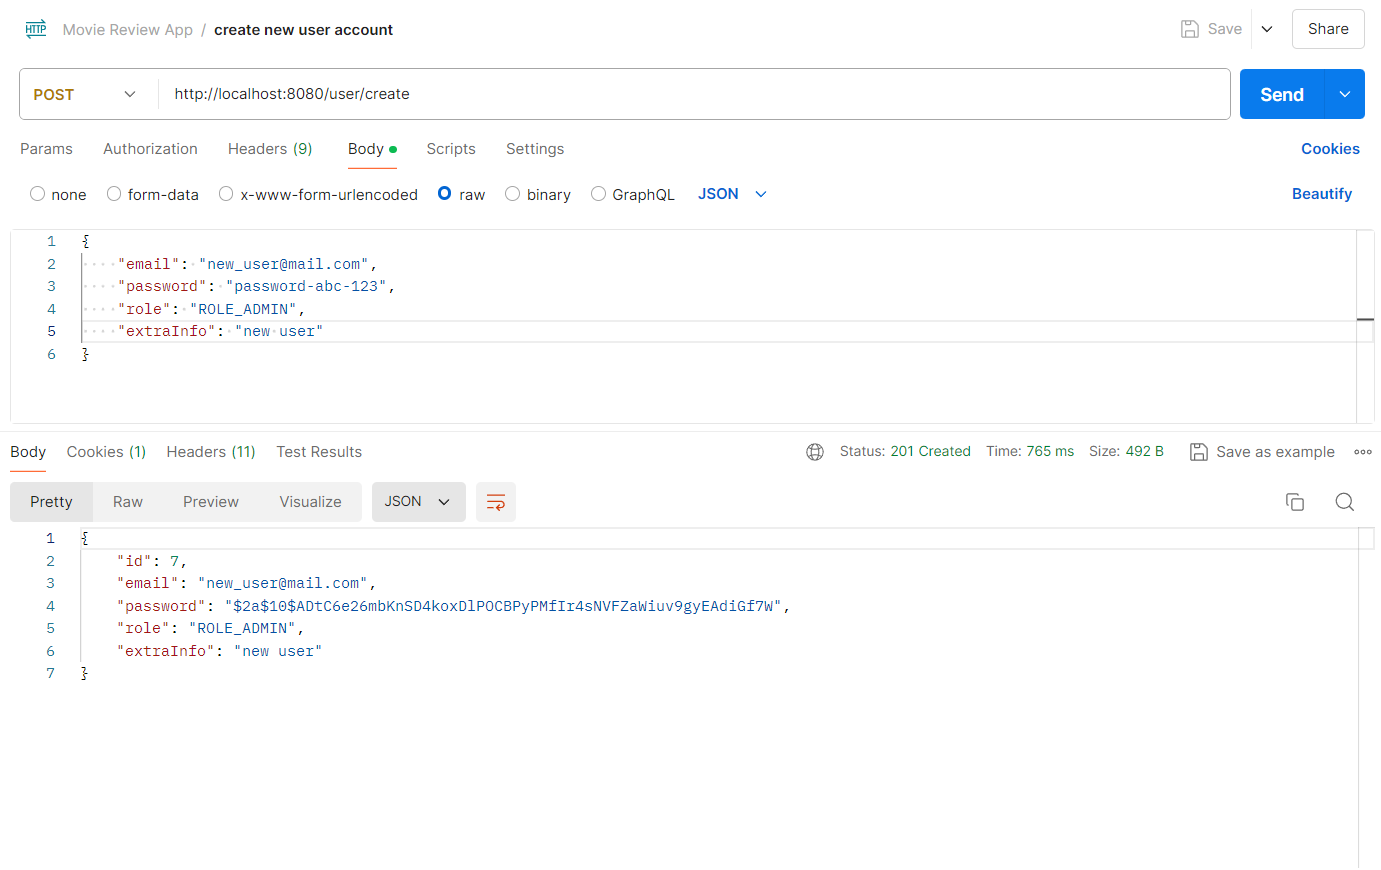 HTTP Movie Review App / create new user account Save Share
POST http://localhost:8080/user/create Send
Params Authorization Headers (9) Body Scripts Settings Cookies
none form-data x-www-form-urlencoded raw binary GraphQL JSON Beautify
1 {
2 "email": "new_user@mail.com",
3 "password": "password-abc-123",
4 "role": "ROLE_ADMIN",
5 "extraInfo": "new user"
6 }
Body Cookies (1) Headers (11) Test Results Status: 201 Created Time: 765 ms Size: 492 B Save as example
Pretty Raw Preview Visualize JSON
1 {
2 "id": 7,
3 "email": "new_user@mail.com",
4 "password": "$2a$10$ADtC6e26mbKnSD4koxDlPOCBPyPMfIr4sNVFZaWiuv9gyEAdiGf7W",
5 "role": "ROLE_ADMIN",
6 "extraInfo": "new user"
7 }